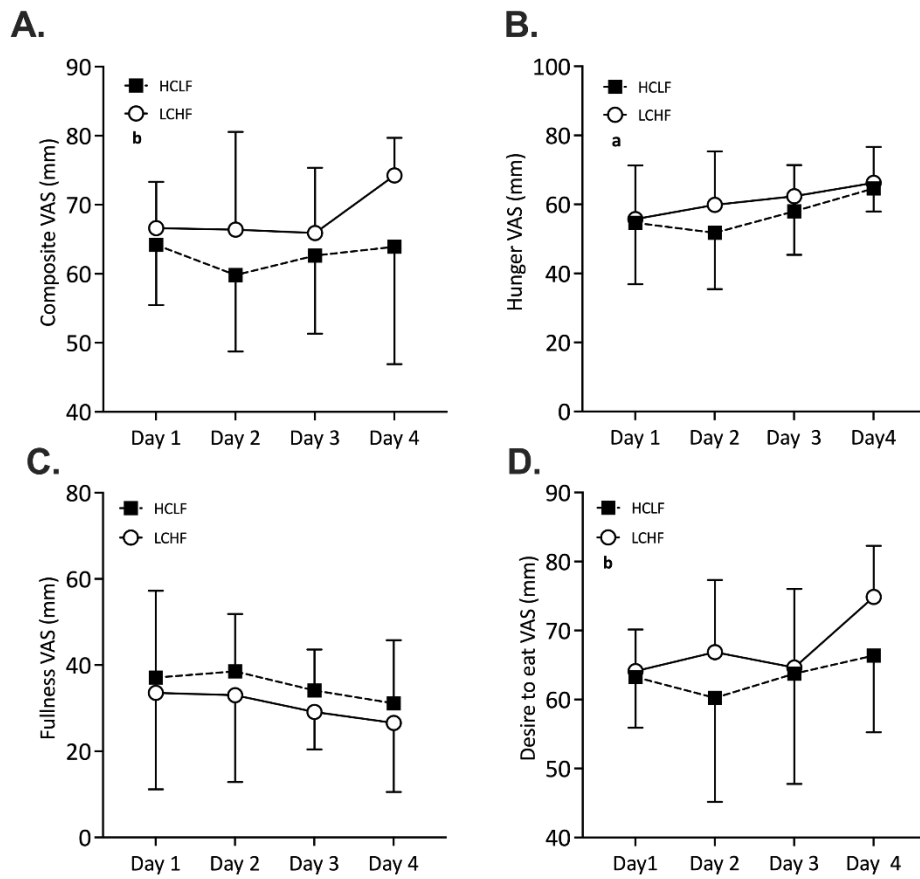 A.
Composite VAS (mm)
90
80
70
60
50
40
HCLF
LCHF
b
Day 1 Day 2 Day 3 Day 4
B.
Hunger VAS (mm)
100
80
60
40
20
0
HCLF
LCHF
a
Day 1 Day 2 Day 3 Day4
C.
Fullness VAS (mm)
80
60
40
20
0
HCLF
LCHF
Day 1 Day 2 Day 3 Day 4
D.
Desire to eat VAS (mm)
90
80
70
60
50
40
HCLF
LCHF
b
Day1 Day 2 Day 3 Day 4